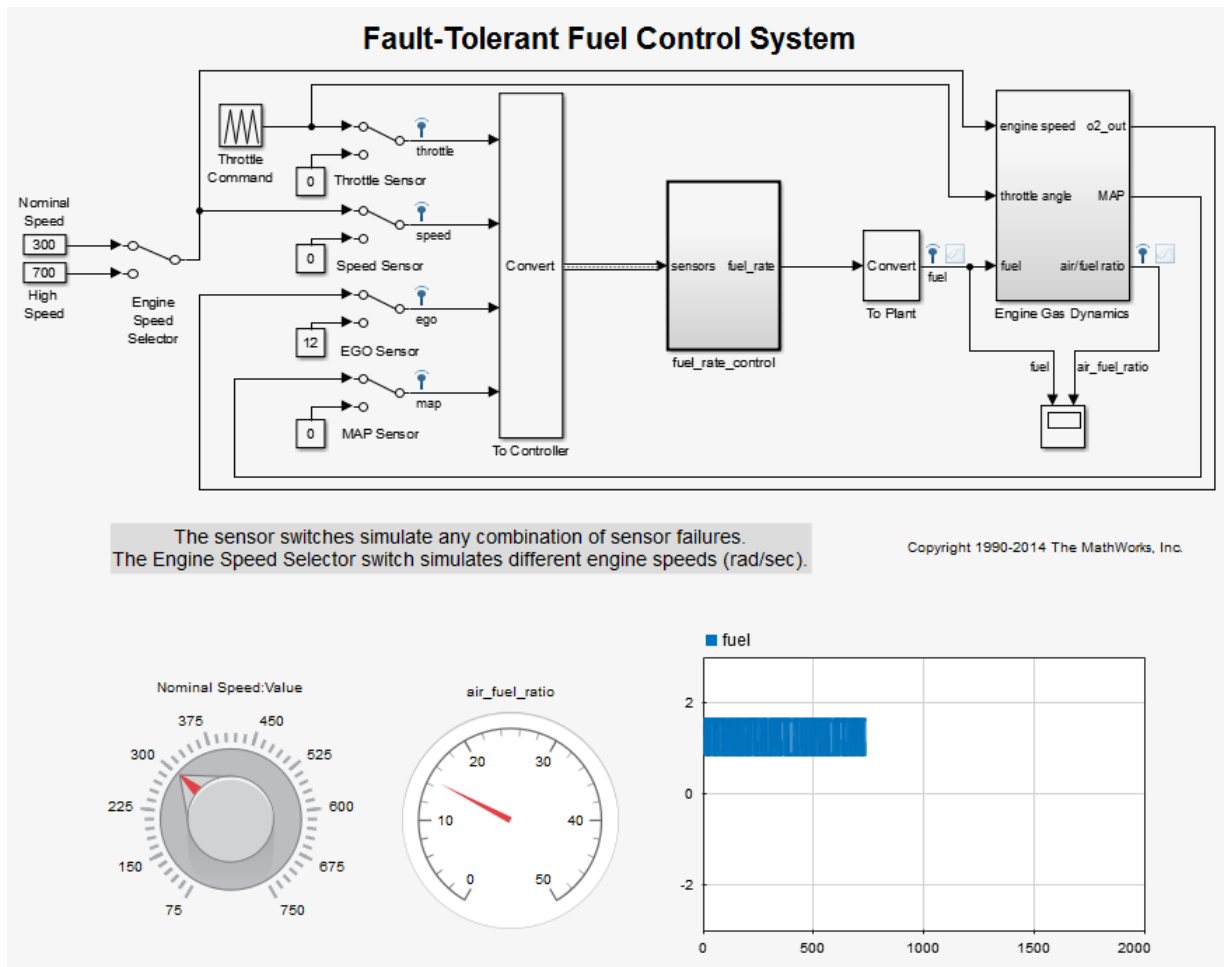 Fault-Tolerant Fuel Control System
Throttle
Command
0
Throttle Sensor
throttle
Nominal
Speed
300
700
High
Speed
Engine
Speed
Selector
0
Speed Sensor
speed
12
EGO Sensor
ego
0
MAP Sensor
map
Convert
To Controller
sensors fuel_rate
fuel_rate_control
Convert
To Plant
fuel
engine speed o2_out
throttle angle MAP
fuel air/fuel ratio
Engine Gas Dynamics
fuel air_fuel_ratio
The sensor switches simulate any combination of sensor failures.
The Engine Speed Selector switch simulates different engine speeds (rad/sec).
Copyright 1990-2014 The MathWorks, Inc.
Nominal Speed:Value
75
150
225
300
375
450
525
600
675
750
air_fuel_ratio
0
10
20
30
40
50
fuel
2
0
-2
0 500 1000 1500 2000